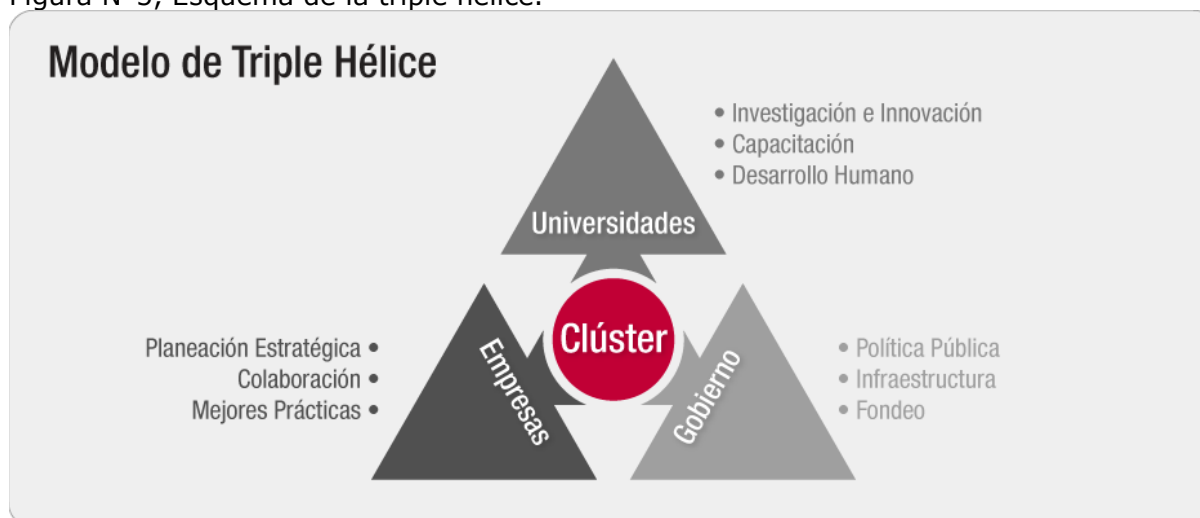 Figura N°3, Esquema de la triple hélice.
Modelo de Triple Hélice
• Investigación e Innovación
• Capacitación
• Desarrollo Humano
Universidades
Clúster
Planeación Estratégica •
Colaboración •
Mejores Prácticas •
Empresas
Gobierno
• Política Pública
• Infraestructura
• Fondeo